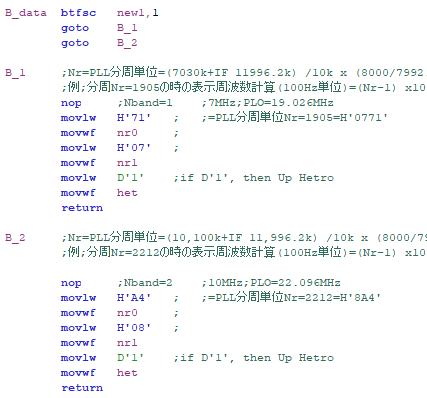 B_data btfsc new1,1
goto B_1
goto B_2
B_1 ;Nr=PLL分周単位=(7030k+IF 11996.2k) /10k x (8000/7992.
;例;分周Nr=1905の時の表示周波数計算(100Hz単位)=(Nr-1) x10
nop ;Nband=1 ;7MHz;PLO=19.026MHz
movlw H'71' ; ;=PLL分周単位Nr=1905=H'0771'
movwf nr0 ;
movlw H'07' ;
movwf nr1
movlw D'1' ;if D'1', then Up Hetro
movwf het
return
B_2 ;Nr=PLL分周単位=(10,100k+IF 11,996.2k) /10k x (8000/7
;例;分周Nr=2212の時の表示周波数計算(100Hz単位)=(Nr-1) x10
nop ;Nband=2 ;10MHz;PLO=22.096MHz
movlw H'A4' ; ;=PLL分周単位Nr=2212=H'8A4'
movwf nr0 ;
movlw H'08' ;
movwf nr1
movlw D'1' ;if D'1', then Up Hetro
movwf het
return